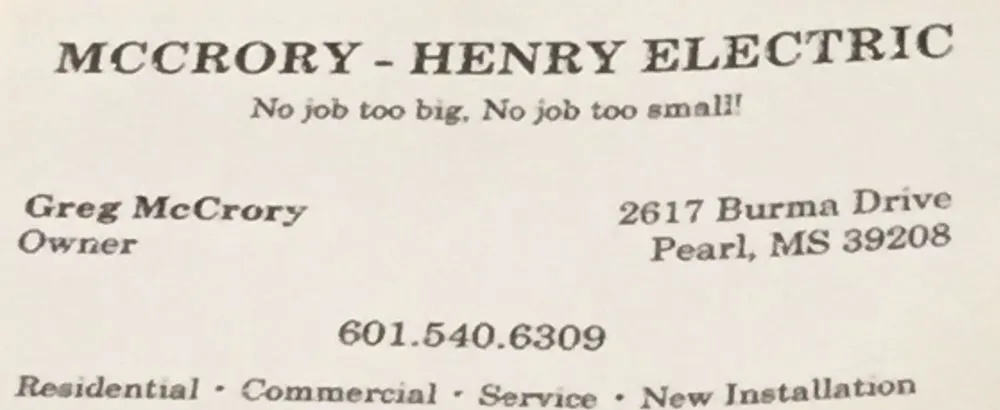 MCCRORY - HENRY ELECTRIC
No job too big, No job too small!
Greg McCrory
Owner
2617 Burma Drive
Pearl, MS 39208
601.540.6309
Residential · Commercial · Service · New Installation